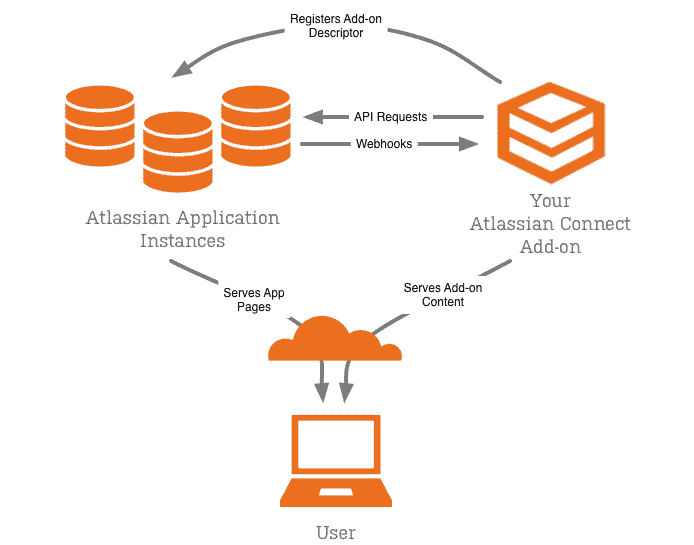 Registers Add-on
Descriptor
API Requests
Webhooks
Atlassian Application
Instances
Your
Atlassian Connect
Add-on
Serves App
Pages
Serves Add-on
Content
User